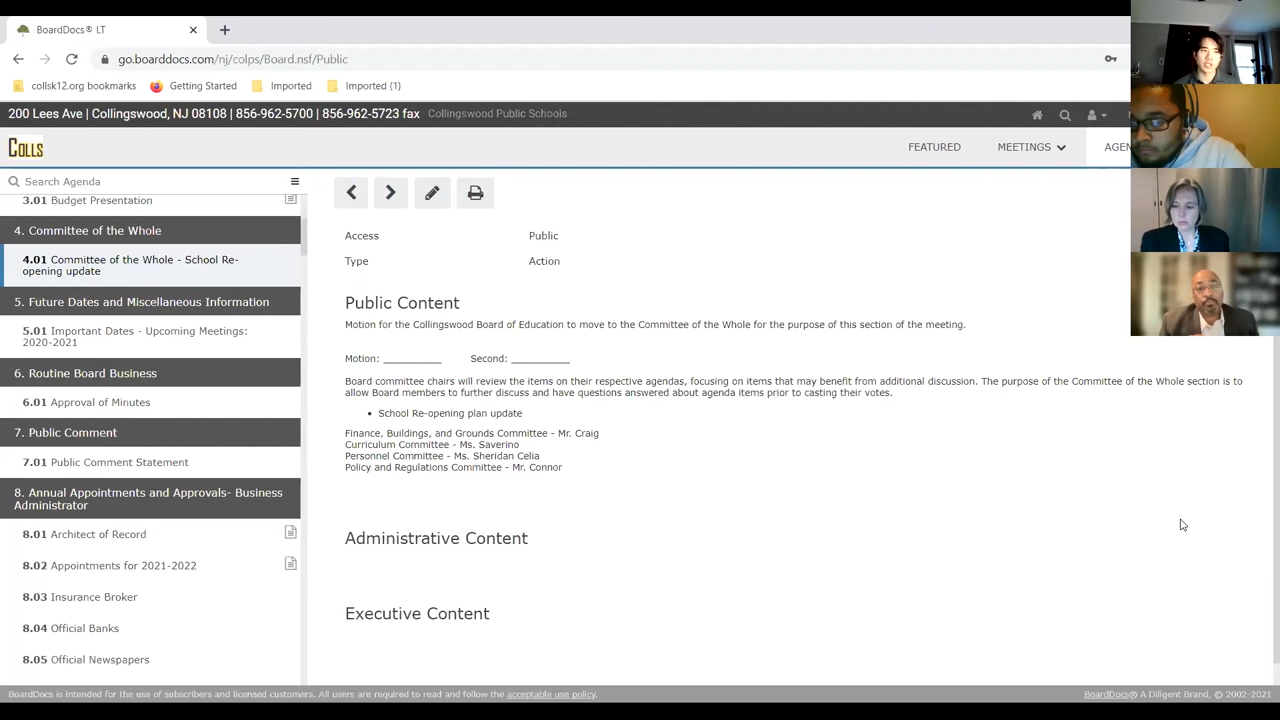 BoardDocs® LT
go.boarddocs.com/nj/colps/Board.nsf/Public
collsk12.org bookmarks
Getting Started
Imported
Imported (1)
200 Lees Ave | Collingswood, NJ 08108 | 856-962-5700 | 856-962-5723 fax
Collingswood Public Schools
COLLS
FEATURED
MEETINGS
AGEN
Search Agenda
3.01 Budget Presentation
4. Committee of the Whole
4.01 Committee of the Whole - School Re-
opening update
5. Future Dates and Miscellaneous Information
5.01 Important Dates - Upcoming Meetings:
2020-2021
6. Routine Board Business
6.01 Approval of Minutes
7. Public Comment
7.01 Public Comment Statement
8. Annual Appointments and Approvals- Business
Administrator
8.01 Architect of Record
8.02 Appointments for 2021-2022
8.03 Insurance Broker
8.04 Official Banks
8.05 Official Newspapers
Access Public
Type Action
Public Content
Motion for the Collingswood Board of Education to move to the Committee of the Whole for the purpose of this section of the meeting.
Motion: __________ Second: __________
Board committee chairs will review the items on their respective agendas, focusing on items that may benefit from additional discussion. The purpose of the Committee of the Whole section is to
allow Board members to further discuss and have questions answered about agenda items prior to casting their votes.
• School Re-opening plan update
Finance, Buildings, and Grounds Committee - Mr. Craig
Curriculum Committee - Ms. Saverino
Personnel Committee - Ms. Sheridan Celia
Policy and Regulations Committee - Mr. Connor
Administrative Content
Executive Content
BoardDocs is intended for the use of subscribers and licensed customers. All users are required to read and follow the acceptable use policy.
BoardDocs® A Diligent Brand, © 2002-2021